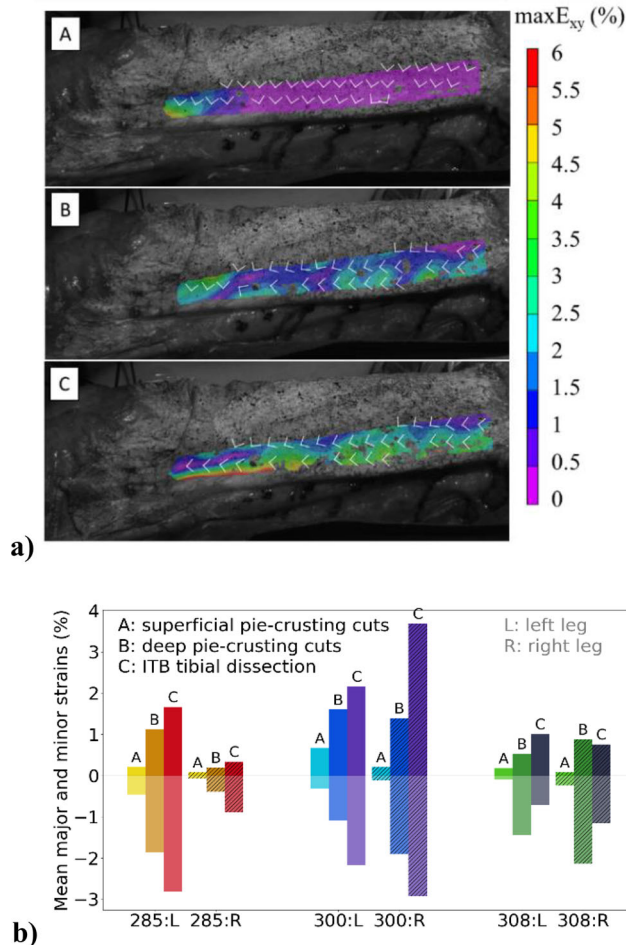 maxE_xy (%)
A
6
5.5
5
4.5
4
3.5
B
3
2.5
2
1.5
1
C
0.5
0
a)
Mean major and minor strains (%)
4
3
2
1
0
−1
−2
−3
A: superficial pie-crusting cuts
B: deep pie-crusting cuts
C: ITB tibial dissection
L: left leg
R: right leg
A B C
A B C
A B C
A B C
A B C
A B C
285:L 285:R 300:L 300:R 308:L 308:R
b)